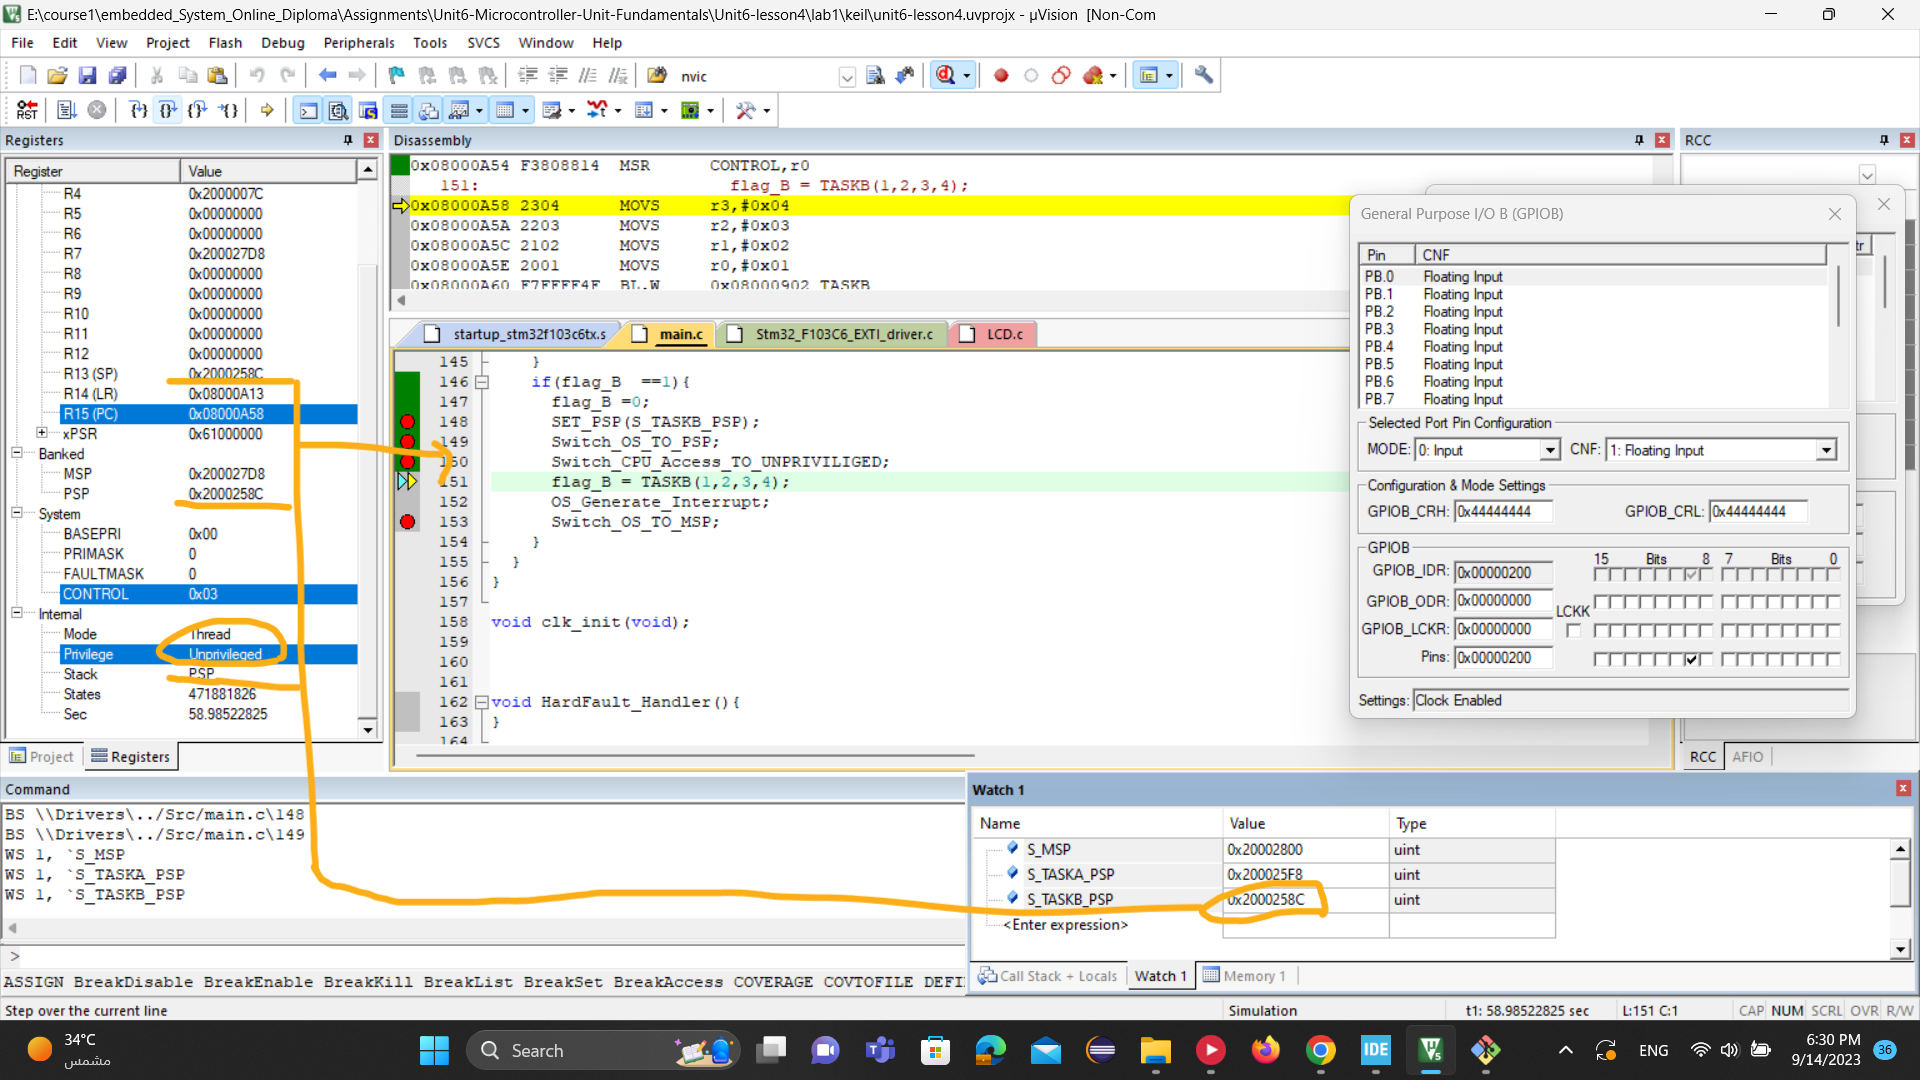 E:\course1\embedded_System_Online_Diploma\Assignments\Unit6-Microcontroller-Unit-Fundamentals\Unit6-lesson4\lab1\keil\unit6-lesson4.uvprojx - µVision  [Non-Com
File Edit View Project Flash Debug Peripherals Tools SVCS Window Help
nvic
RST
Registers
Register Value
R4 0x2000007C
R5 0x00000000
R6 0x00000000
R7 0x200027D8
R8 0x00000000
R9 0x00000000
R10 0x00000000
R11 0x00000000
R12 0x00000000
R13 (SP) 0x2000258C
R14 (LR) 0x08000A13
R15 (PC) 0x08000A58
xPSR 0x61000000
Banked
MSP 0x200027D8
PSP 0x2000258C
System
BASEPRI 0x00
PRIMASK 0
FAULTMASK 0
CONTROL 0x03
Internal
Mode Thread
Privilege Unprivileged
Stack PSP
States 471881826
Sec 58.98522825
Project Registers
Disassembly
0x08000A54 F3808814 MSR CONTROL,r0
151: flag_B = TASKB(1,2,3,4);
0x08000A58 2304 MOVS r3,#0x04
0x08000A5A 2203 MOVS r2,#0x03
0x08000A5C 2102 MOVS r1,#0x02
0x08000A5E 2001 MOVS r0,#0x01
0x08000A60 F7FFFF4F BL.W 0x08000902 TASKB
startup_stm32f103c6tx.s main.c Stm32_F103C6_EXTI_driver.c LCD.c
145 }
146 if(flag_B ==1){
147 flag_B =0;
148 SET_PSP(S_TASKB_PSP);
149 Switch_OS_TO_PSP;
150 Switch_CPU_Access_TO_UNPRIVILIGED;
151 flag_B = TASKB(1,2,3,4);
152 OS_Generate_Interrupt;
153 Switch_OS_TO_MSP;
154 }
155 }
156 }
157
158 void clk_init(void);
159
160
161
162 void HardFault_Handler(){
163 }
164
RCC
General Purpose I/O B (GPIOB)
Pin CNF
PB.0 Floating Input
PB.1 Floating Input
PB.2 Floating Input
PB.3 Floating Input
PB.4 Floating Input
PB.5 Floating Input
PB.6 Floating Input
PB.7 Floating Input
Selected Port Pin Configuration
MODE: 0: Input CNF: 1: Floating Input
Configuration & Mode Settings
GPIOB_CRH: 0x44444444 GPIOB_CRL: 0x44444444
GPIOB
15 Bits 8 7 Bits 0
GPIOB_IDR: 0x00000200
GPIOB_ODR: 0x00000000
LCKK
GPIOB_LCKR: 0x00000000
Pins: 0x00000200
Settings: Clock Enabled
RCC AFIO
Command
BS \\Drivers\../Src/main.c\148
BS \\Drivers\../Src/main.c\149
WS 1, `S_MSP
WS 1, `S_TASKA_PSP
WS 1, `S_TASKB_PSP
>
ASSIGN BreakDisable BreakEnable BreakKill BreakList BreakSet BreakAccess COVERAGE COVTOFILE DEFI
Watch 1
Name Value Type
S_MSP 0x20002800 uint
S_TASKA_PSP 0x200025F8 uint
S_TASKB_PSP 0x2000258C uint
<Enter expression>
Call Stack + Locals Watch 1 Memory 1
Step over the current line Simulation t1: 58.98522825 sec L:151 C:1 CAP NUM SCRL OVR R/W
34°C
مشمس
Search
IDE
ENG
6:30 PM
9/14/2023
36